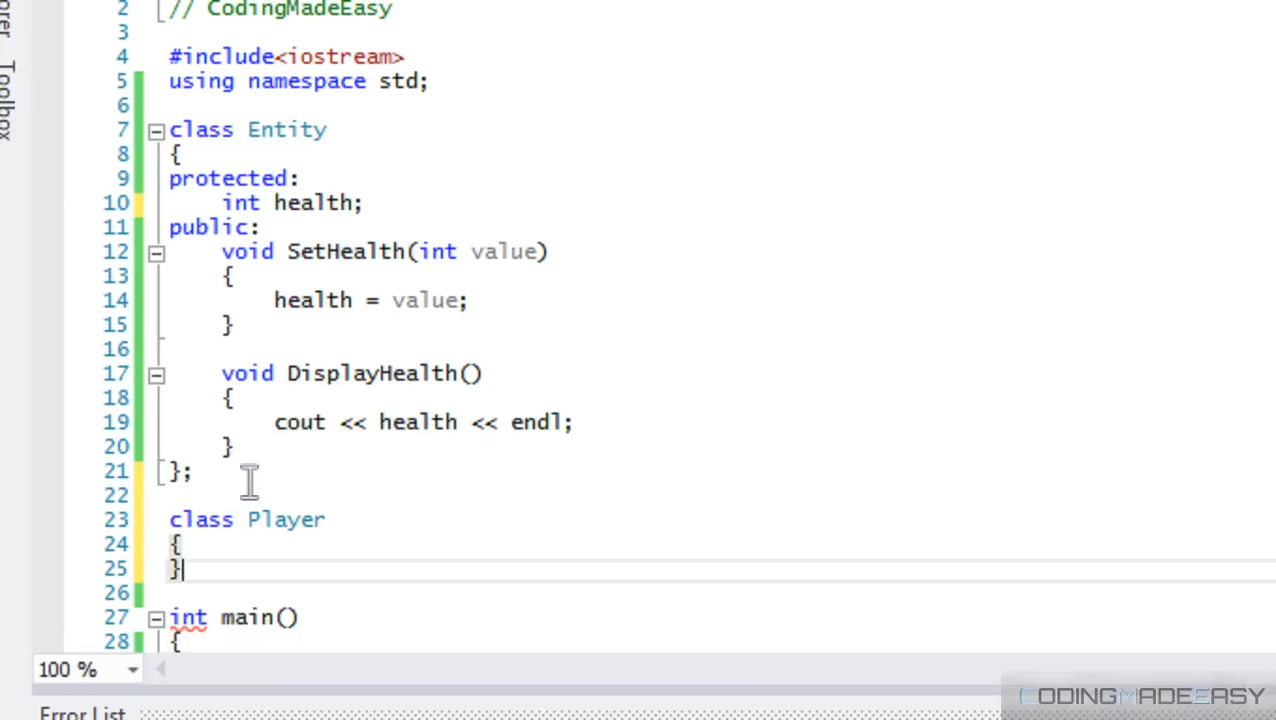 2 // CodingMadeEasy
3
4 #include<iostream>
5 using namespace std;
6
7 class Entity
8 {
9 protected:
10 int health;
11 public:
12 void SetHealth(int value)
13 {
14 health = value;
15 }
16
17 void DisplayHealth()
18 {
19 cout << health << endl;
20 }
21 };
22
23 class Player
24 {
25 }
26
27 int main()
28 {
100 %
Error List
Toolbox
CODINGMADEEASY